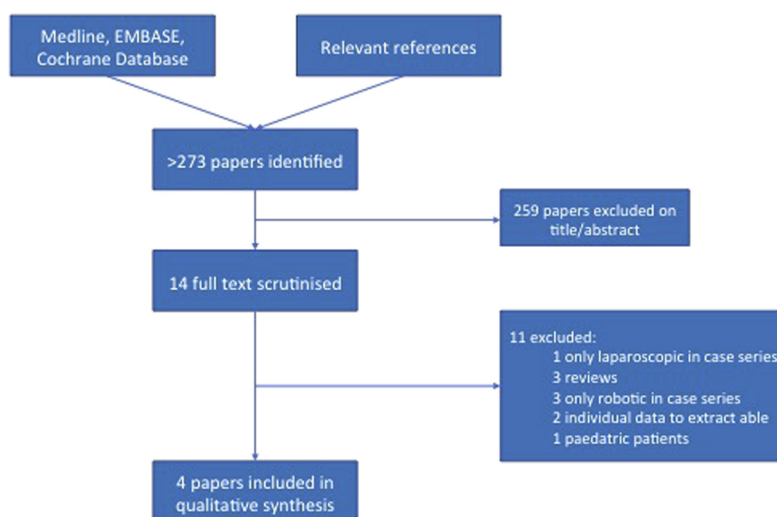 Medline, EMBASE,
Cochrane Database
Relevant references
>273 papers identified
259 papers excluded on
title/abstract
14 full text scrutinised
11 excluded:
1 only laparoscopic in case series
3 reviews
3 only robotic in case series
2 individual data to extract able
1 paedatric patients
4 papers included in
qualitative synthesis